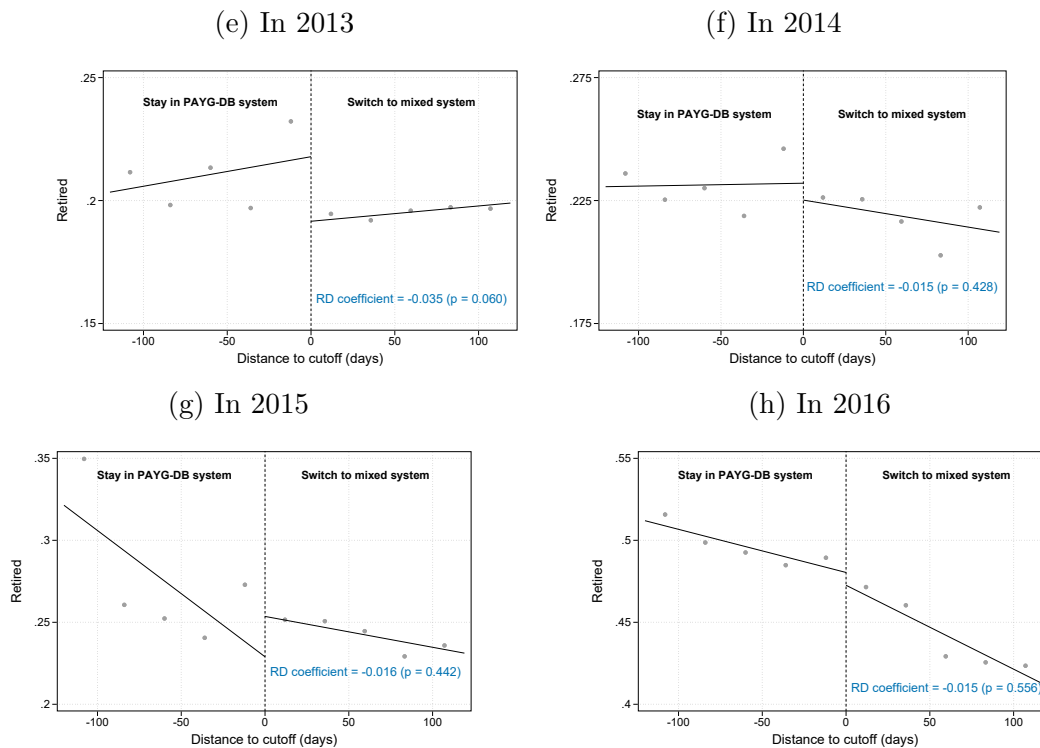 (e) In 2013
.25
.2
.15
Retired
Stay in PAYG-DB system
Switch to mixed system
RD coefficient = -0.035 (p = 0.060)
-100
-50
0
50
100
Distance to cutoff (days)
(f) In 2014
.275
.225
.175
Retired
Stay in PAYG-DB system
Switch to mixed system
RD coefficient = -0.015 (p = 0.428)
-100
-50
0
50
100
Distance to cutoff (days)
(g) In 2015
.35
.3
.25
.2
Retired
Stay in PAYG-DB system
Switch to mixed system
RD coefficient = -0.016 (p = 0.442)
-100
-50
0
50
100
Distance to cutoff (days)
(h) In 2016
.55
.5
.45
.4
Retired
Stay in PAYG-DB system
Switch to mixed system
RD coefficient = -0.015 (p = 0.556)
-100
-50
0
50
100
Distance to cutoff (days)